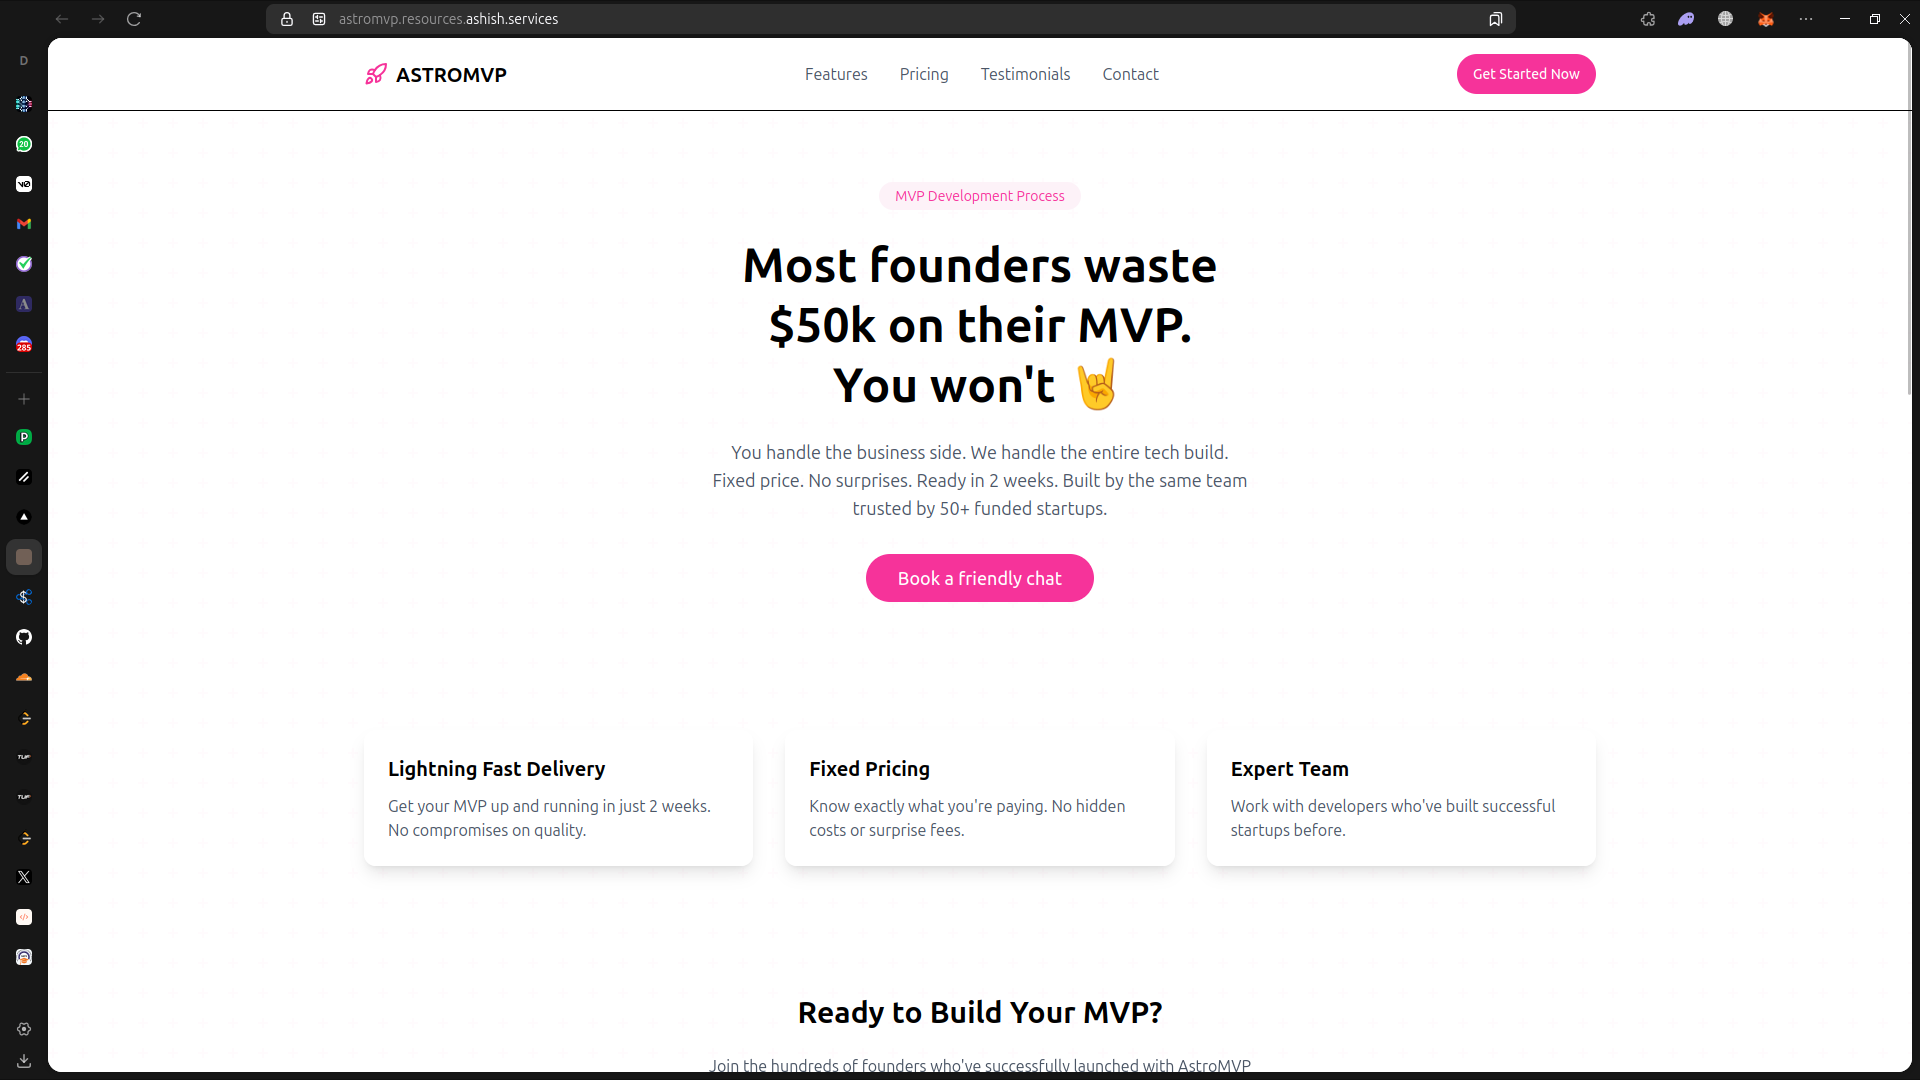 astromvp.resources.ashish.services
D
20
v0
A
285
P
TUF
TUF
ASTROMVP
Features
Pricing
Testimonials
Contact
Get Started Now
MVP Development Process
Most founders waste
$50k on their MVP.
You won't 🤘
You handle the business side. We handle the entire tech build.
Fixed price. No surprises. Ready in 2 weeks. Built by the same team
trusted by 50+ funded startups.
Book a friendly chat
Lightning Fast Delivery
Get your MVP up and running in just 2 weeks.
No compromises on quality.
Fixed Pricing
Know exactly what you're paying. No hidden
costs or surprise fees.
Expert Team
Work with developers who've built successful
startups before.
Ready to Build Your MVP?
Join the hundreds of founders who've successfully launched with AstroMVP